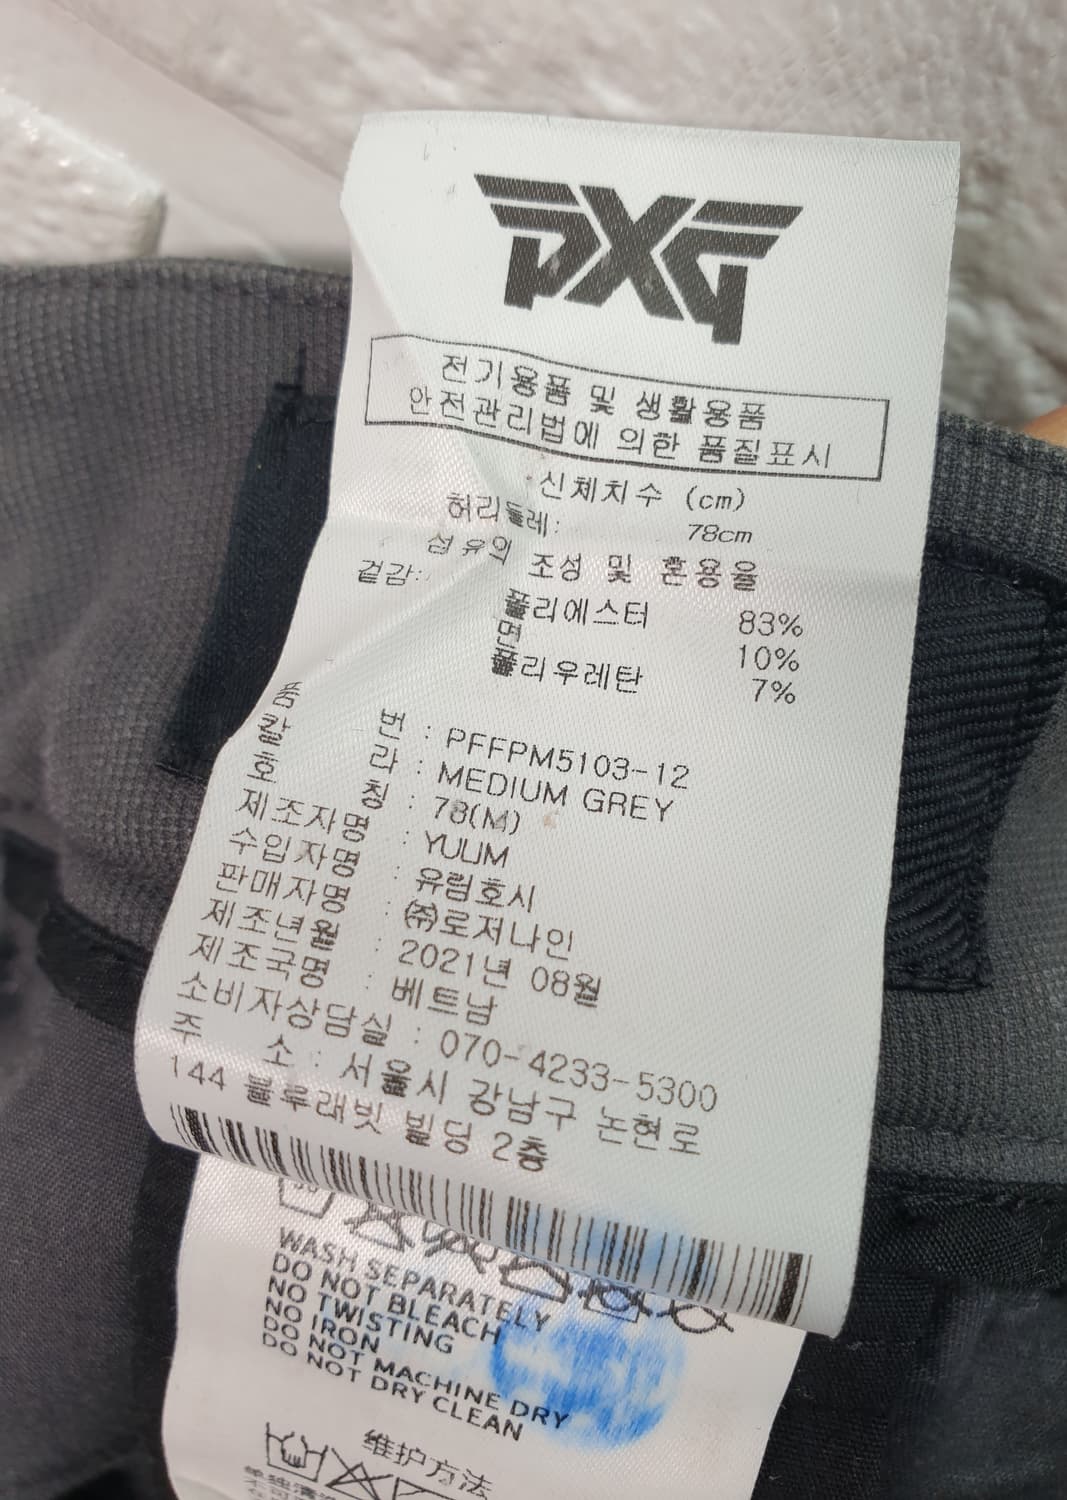 PXG
전기용품 및 생활용품
안전관리법에 의한 품질표시
신체치수 (cm)
허리둘레: 78cm
섬유의 조성 및 혼용율
겉감:
폴리에스터 83%
면 10%
폴리우레탄 7%
품 번 : PFFPM5103-12
칼 라 : MEDIUM GREY
호 칭 : 78(M)
제조자명 : YULIM
수입자명 : 유림호시
판매자명 : ㈜로저나인
제조년월 : 2021년 08월
제조국명 : 베트남
소비자상담실 : 070-4233-5300
주 소 : 서울시 강남구 논현로
144 블루래빗 빌딩 2층
WASH SEPARATELY
DO NOT BLEACH
NO TWISTING
DO IRON
DO NOT MACHINE DRY
DO NOT DRY CLEAN
维护方法